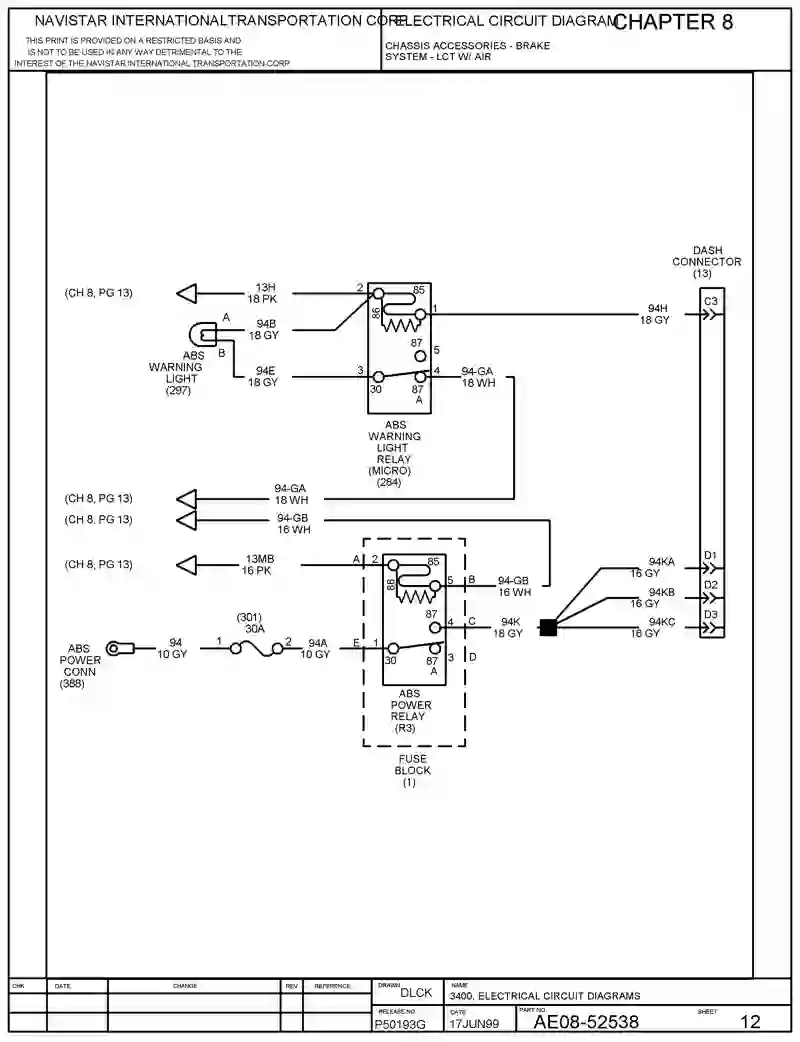 NAVISTAR INTERNATIONAL TRANSPORTATION CORP.
ELECTRICAL CIRCUIT DIAGRAM
CHAPTER 8
THIS PRINT IS PROVIDED ON A RESTRICTED BASIS AND
IS NOT TO BE USED IN ANY WAY DETRIMENTAL TO THE
INTEREST OF THE NAVISTAR INTERNATIONAL TRANSPORTATION CORP
CHASSIS ACCESSORIES - BRAKE
SYSTEM - LCT W/ AIR
DASH
CONNECTOR
(13)
(CH 8, PG 13)
13H
18 PK
2
85
86
1
94H
18 GY
C3
A
94B
18 GY
B
ABS
WARNING
LIGHT
(297)
87
5
94E
18 GY
3
30
87
A
4
94-GA
18 WH
ABS
WARNING
LIGHT
RELAY
(MICRO)
(284)
(CH 8, PG 13)
94-GA
18 WH
(CH 8, PG 13)
94-GB
16 WH
(CH 8, PG 13)
13MB
16 PK
A
2
85
86
5
B
94-GB
16 WH
94KA
16 GY
D1
94KB
16 GY
D2
94KC
16 GY
D3
87
4
C
94K
18 GY
ABS
POWER
CONN
(388)
94
10 GY
1
(301)
30A
2
94A
10 GY
E
1
30
87
A
3
D
ABS
POWER
RELAY
(R3)
FUSE
BLOCK
(1)
CHK
DATE
CHANGE
REV
REFERENCE
DRAWN
DLCK
NAME
3400, ELECTRICAL CIRCUIT DIAGRAMS
RELEASE NO.
P50193G
DATE
17JUN99
PART NO.
AE08-52538
SHEET
12